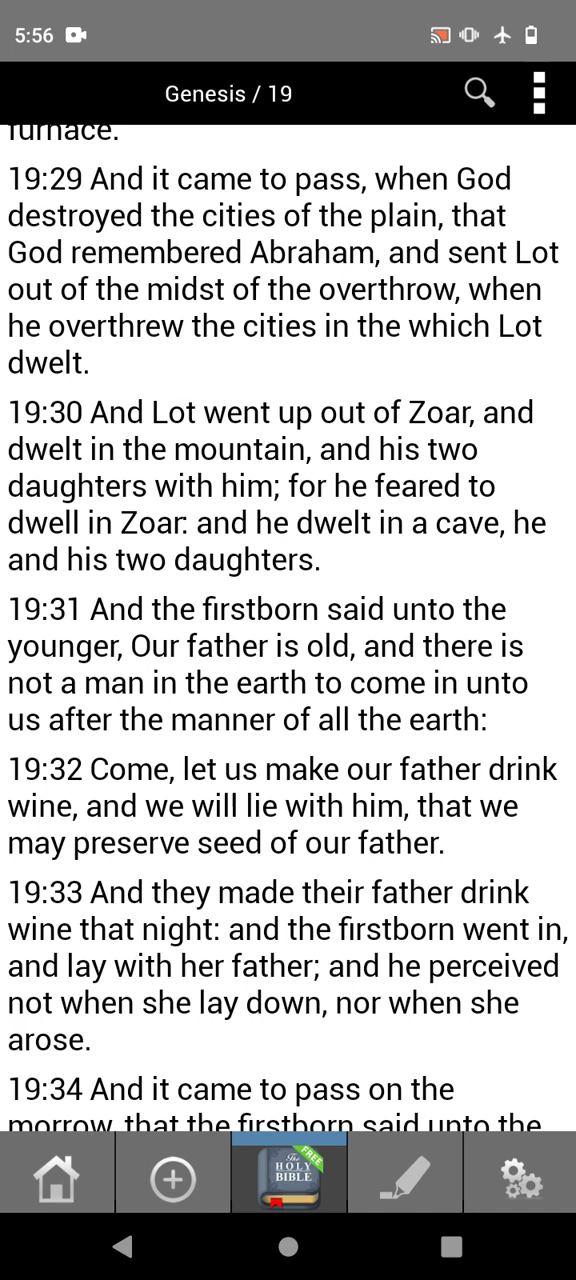 5:56
Genesis / 19
furnace.
19:29 And it came to pass, when God
destroyed the cities of the plain, that
God remembered Abraham, and sent Lot
out of the midst of the overthrow, when
he overthrew the cities in the which Lot
dwelt.
19:30 And Lot went up out of Zoar, and
dwelt in the mountain, and his two
daughters with him; for he feared to
dwell in Zoar: and he dwelt in a cave, he
and his two daughters.
19:31 And the firstborn said unto the
younger, Our father is old, and there is
not a man in the earth to come in unto
us after the manner of all the earth:
19:32 Come, let us make our father drink
wine, and we will lie with him, that we
may preserve seed of our father.
19:33 And they made their father drink
wine that night: and the firstborn went in,
and lay with her father; and he perceived
not when she lay down, nor when she
arose.
19:34 And it came to pass on the
morrow, that the firstborn said unto the
The
HOLY
BIBLE
FREE